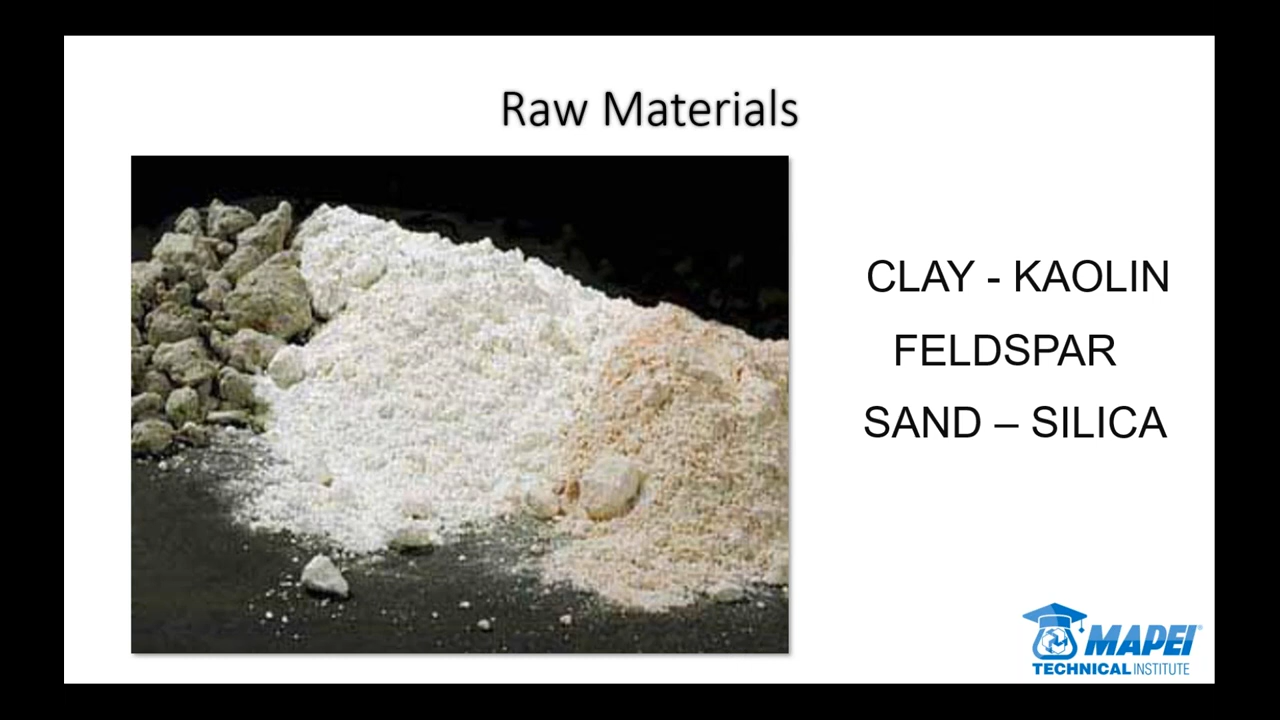 Raw Materials
CLAY - KAOLIN
FELDSPAR
SAND – SILICA
MAPEI®
TECHNICAL INSTITUTE